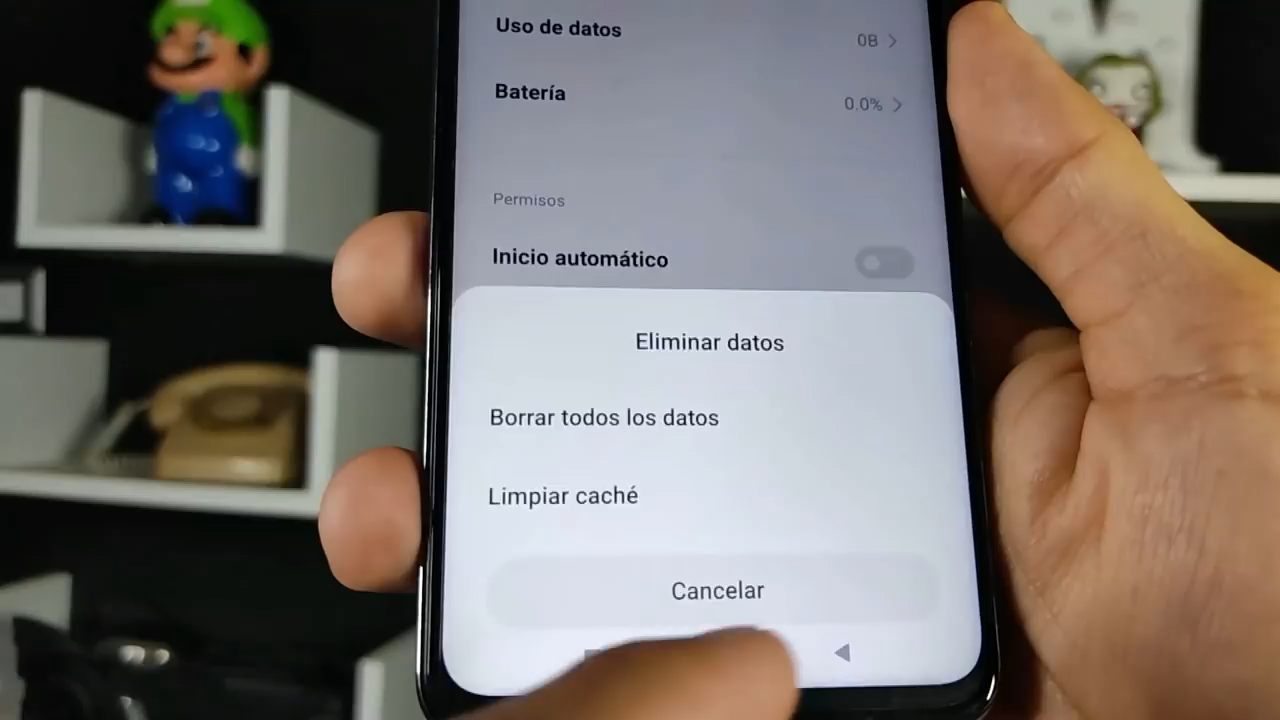 Uso de datos
0B
Batería
0.0%
Permisos
Inicio automático
Eliminar datos
Borrar todos los datos
Limpiar caché
Cancelar